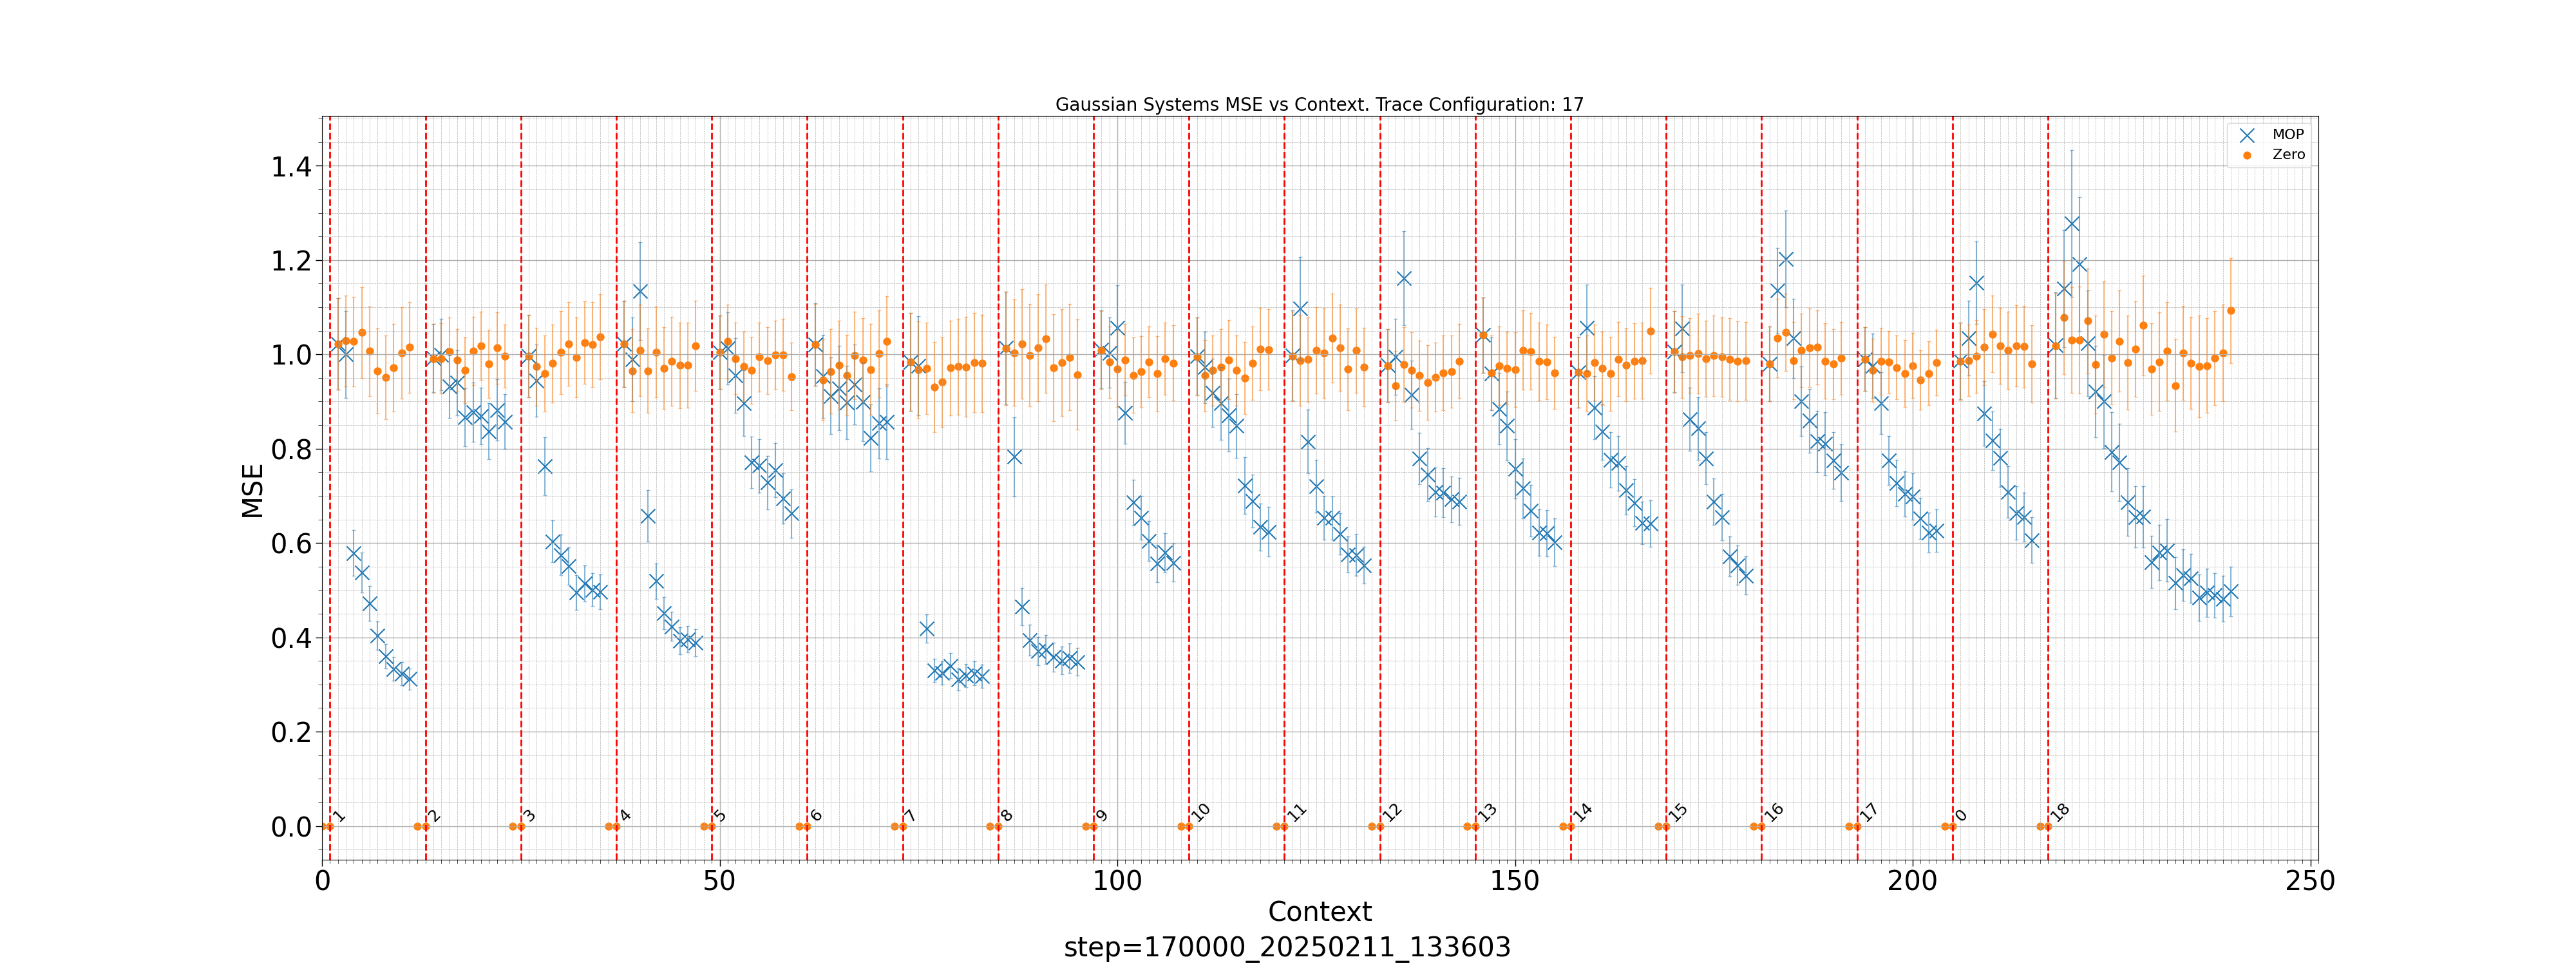 Gaussian Systems MSE vs Context. Trace Configuration: 17
MOP
Zero
MSE
1.4
1.2
1.0
0.8
0.6
0.4
0.2
0.0
1 2 3 4 5 6 7 8 9 10 11 12 13 14 15 16 17 0 18
0 50 100 150 200 250
Context
step=170000_20250211_133603